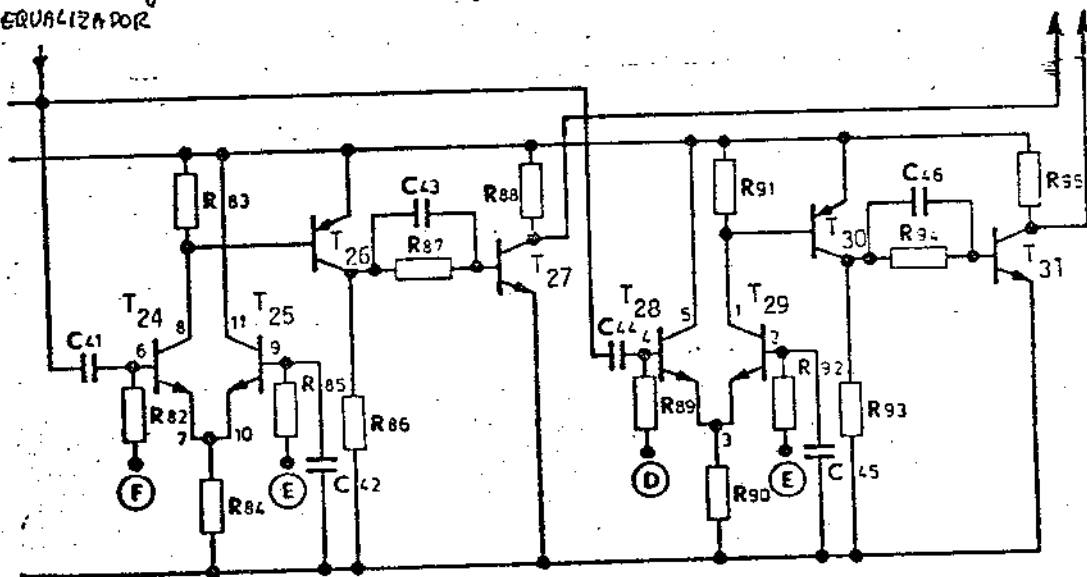 EQUALIZADOR
R83
C43
R88
R91
C46
R95
T26
R87
T27
T30
R94
T31
T24
8
11
T25
T28
5
1
T29
C41
6
9
C44
4
2
R82
R85
R86
R89
R92
R93
7
10
3
F
E
C42
D
E
C45
R84
R90